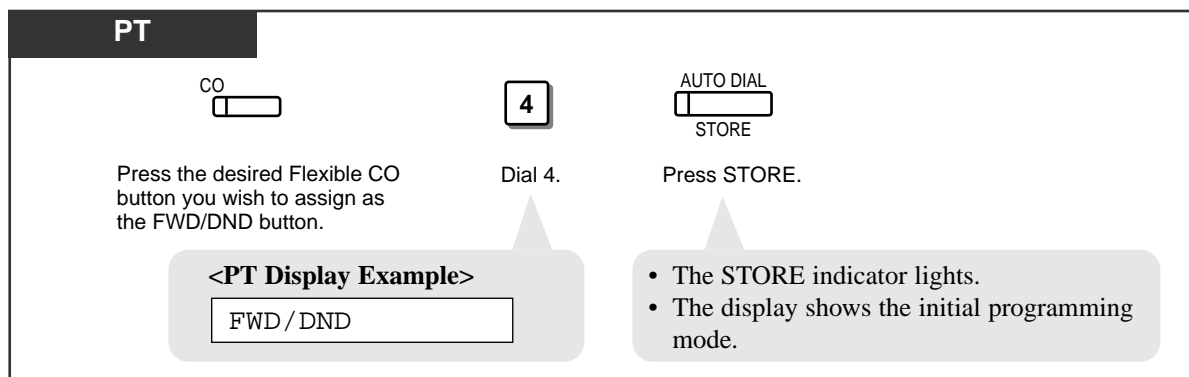 PT
CO
4
AUTO DIAL
STORE
Press the desired Flexible CO
button you wish to assign as
the FWD/DND button.
Dial 4.
Press STORE.
<PT Display Example>
FWD/DND
• The STORE indicator lights.
• The display shows the initial programming
mode.